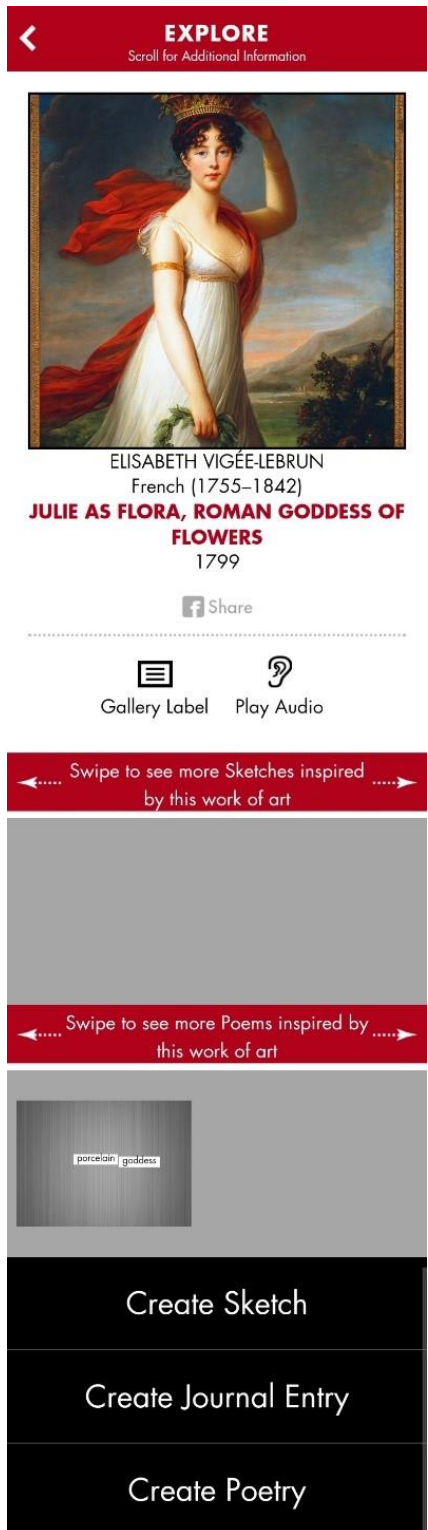 EXPLORE
Scroll for Additional Information
ELISABETH VIGÉE-LEBRUN
French (1755–1842)
JULIE AS FLORA, ROMAN GODDESS OF
FLOWERS
1799
f Share
Gallery Label Play Audio
Swipe to see more Sketches inspired
by this work of art
Swipe to see more Poems inspired by
this work of art
porcelain goddess
Create Sketch
Create Journal Entry
Create Poetry